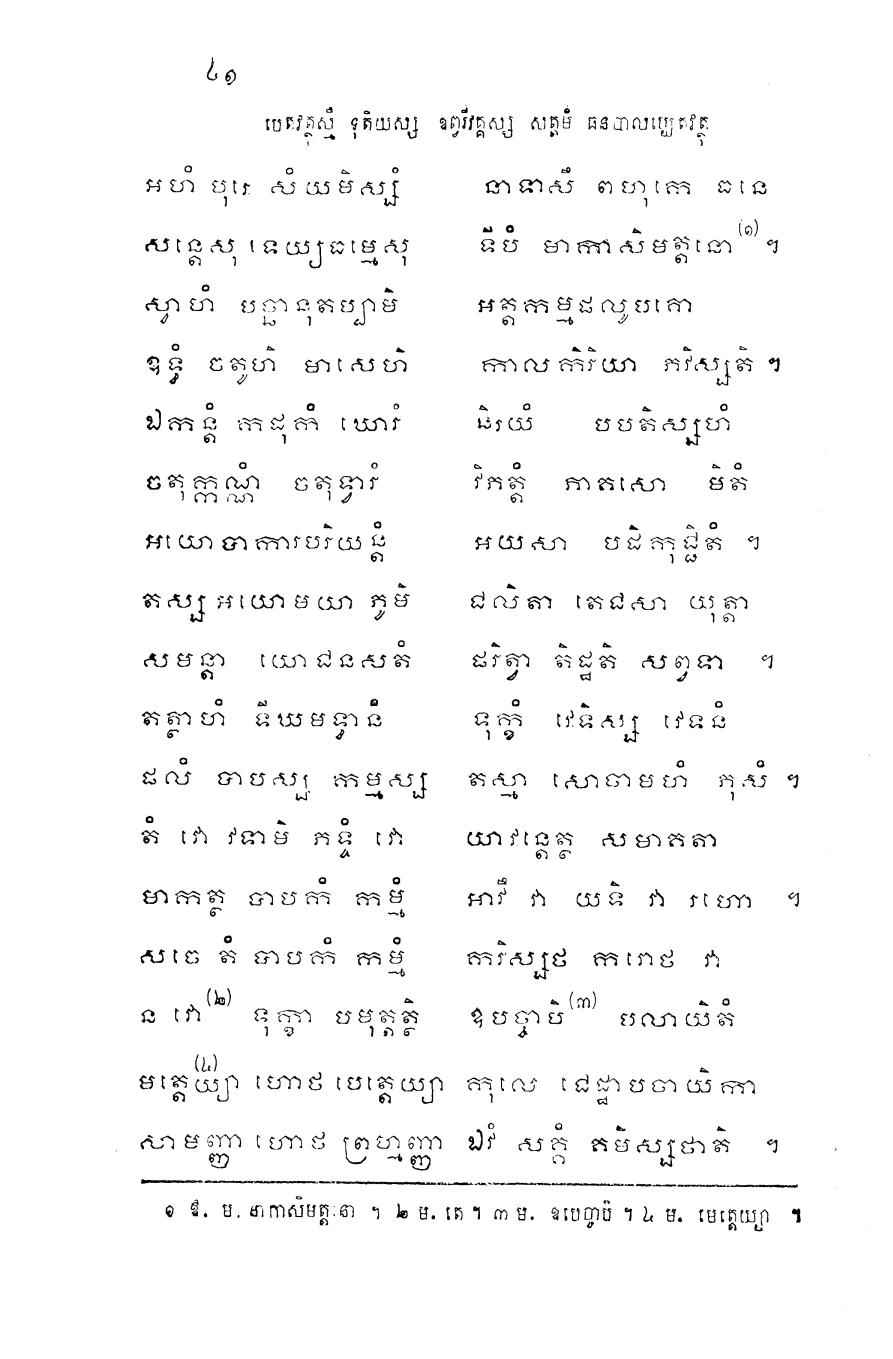 ៤១
បេតវត្ថុស្មឹ ទុតិយស្ស ឧព្វរីវគ្គស្ស សត្តមំ ធនបាលប្បេតវត្ថុ
អហំ បុរេ សំយមិស្សំ នាទាសឹ ពហុកេ ធនេ
សន្តេសុ ទេយ្យធម្មេសុ ទីបំ មាកាសិមត្តនោ(១) ។
ស្វាហំ បច្ឆានុតប្បាមិ អត្តកម្មផលូបគោ
ឧទ្ធំ ចតូហិ មាសេហិ កាលកិរិយា ភវិស្សតិ ។
ឯកន្តំ កដុកំ ឃោរំ និរយំ បបតិស្សហំ
ចតុក្កណ្ណំ ចតុទ្វារំ វិភត្តំ ភាគសោ មិតំ
អយោបាការបរិយន្តំ អយសា បដិកុជ្ជិតំ ។
តស្ស អយោមយា ភូមិ ជលិតា តេជសា យុត្តា
សមន្តា យោជនសតំ ផរិត្វា តិដ្ឋតិ សព្វទា ។
តត្ថាហំ ទីឃមទ្ធានំ ទុក្ខំ វេទិស្ស វេទនំ
ផលំ បាបស្ស កម្មស្ស តស្មា សោចាមហំ ភុសំ ។
តំ វោ វទាមិ ភទ្ទំ វោ យាវន្តេត្ថ សមាគតា
មាកត្ថ បាបកំ កម្មំ អាវឹ វា យទិ វា រហោ ។
សចេ តំ បាបកំ កម្មំ ករិស្សថ ករោថ វា
ន វោ(២) ទុក្ខា បមុត្តត្ថិ ឧបច្ចាបិ(៣) បលាយិតំ
មត្តេយ្យា(៤) ហោថ បេត្តេយ្យា កុលេ ជេដ្ឋាបចាយិកា
សាមញ្ញា ហោថ ព្រហ្មញ្ញា ឯវំ សគ្គំ គមិស្សថាតិ ។
១ ឱ. ម. នាកាសិមត្តនោ ។ ២ ម. តេ ។ ៣ ម. ឧបេច្ចាបិ ។ ៤ ម. មេត្តេយ្យា ៕